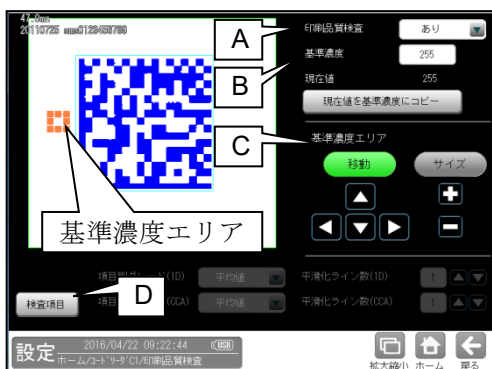 47.0ms
A
印刷品質検査
あり
基準濃度
255
B
現在値
255
現在値を基準濃度にコピー
C
基準濃度エリア
移動
サイズ
基準濃度エリア
平均値
平滑化ライン数(1D)
1
検査項目
D
(CCA)
平均値
平滑化ライン数(CCA)
1
設定
2016/04/22 09:22:44
USB
ホーム/コードリーダC1/印刷品質検査
拡大縮小
ホーム
戻る